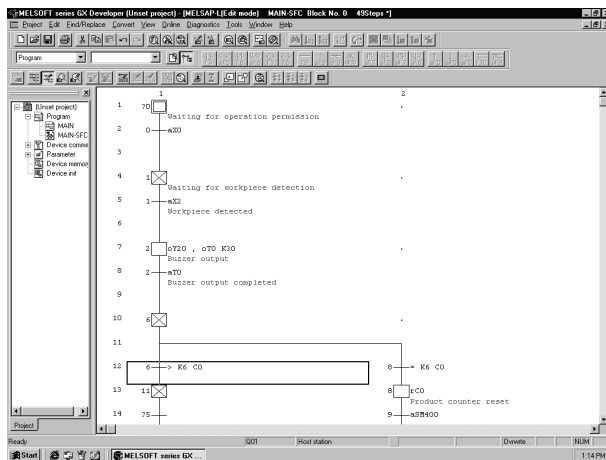 MELSOFT series GX Developer (Unset project) - [MELSAP-L(Edit mode) MAIN-SFC Block No. 0 49Steps *]
Project Edit Find/Replace Convert View Online Diagnostics Tools Window Help
Program
1 2
(Unset project)
Program
MAIN
MAIN-SFC
Device comme
Parameter
Device memory
Device init
Project
1 ?0
Waiting for operation permission
2 0 aX0
3
4 1
Waiting for workpiece detection
5 1 aX2
Workpiece detected
6
7 2 oY20 , oT0 K30
Buzzer output
8 2 aT0
Buzzer output completed
9
10 6
11
12 6 > K6 C0 8 = K6 C0
13 11 8 rC0
Product counter reset
14 ?5 9 aSM400
Ready Q01 Host station Ovrwrte NUM
Start MELSOFT series GX ... 1:14 PM